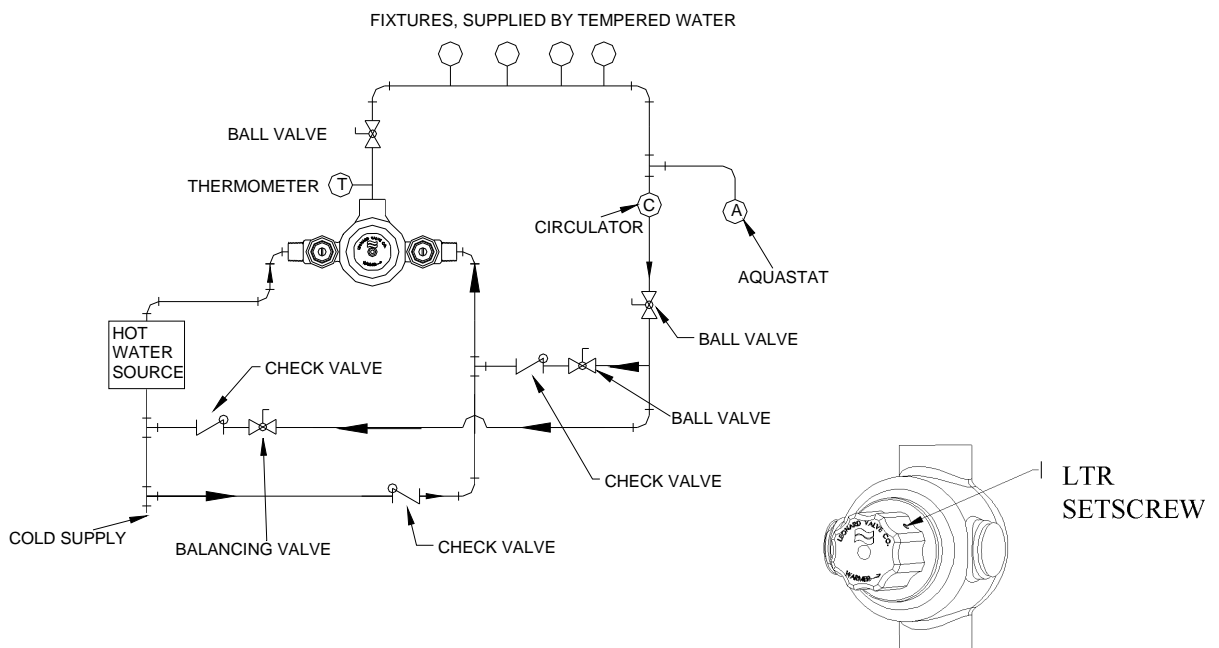 FIXTURES, SUPPLIED BY TEMPERED WATER
BALL VALVE
THERMOMETER
T
CIRCULATOR
C
A
AQUASTAT
HOT
WATER
SOURCE
BALL VALVE
CHECK VALVE
BALL VALVE
CHECK VALVE
COLD SUPPLY
BALANCING VALVE
CHECK VALVE
LTR
SETSCREW
LEONARD VALVE CO.
WARMER